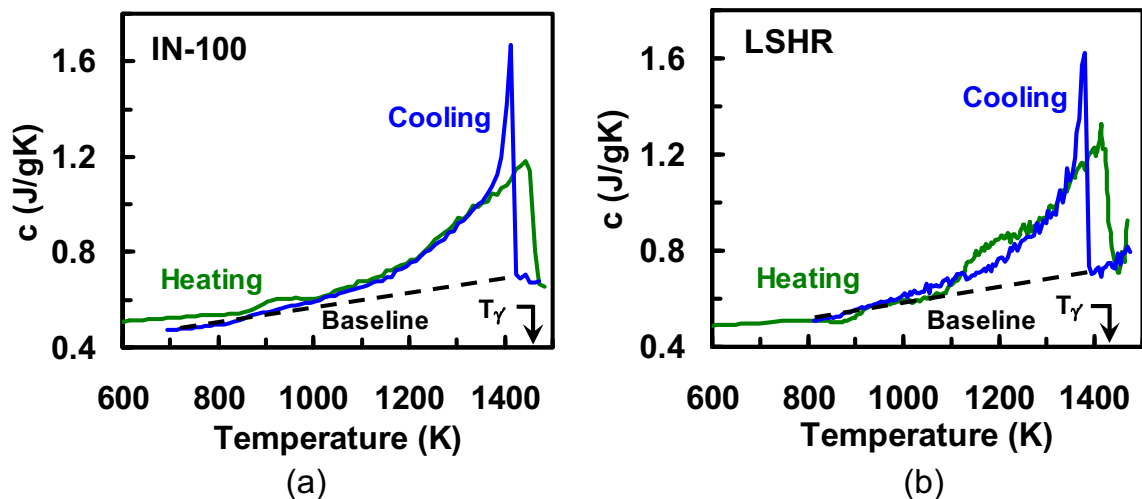 IN-100
Cooling
Heating
Baseline
Tγ
c (J/gK)
1.6
1.2
0.8
0.4
600 800 1000 1200 1400
Temperature (K)
(a)
LSHR
Cooling
Heating
Baseline
Tγ
c (J/gK)
1.6
1.2
0.8
0.4
600 800 1000 1200 1400
Temperature (K)
(b)